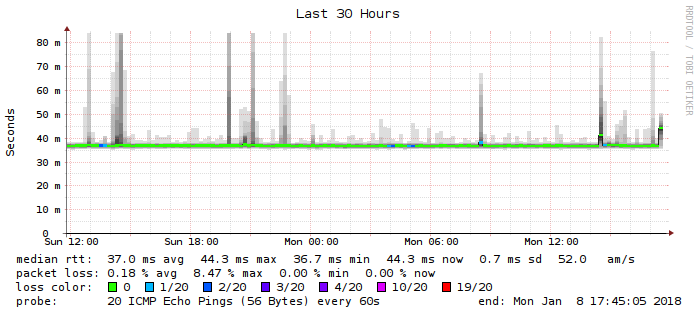 Last 30 Hours
RRDTOOL / TOBI OETIKER
Seconds
80 m
70 m
60 m
50 m
40 m
30 m
20 m
10 m
0
Sun 12:00 Sun 18:00 Mon 00:00 Mon 06:00 Mon 12:00
median rtt: 37.0 ms avg 44.3 ms max 36.7 ms min 44.3 ms now 0.7 ms sd 52.0 am/s
packet loss: 0.18 % avg 8.47 % max 0.00 % min 0.00 % now
loss color: 0 1/20 2/20 3/20 4/20 10/20 19/20
probe: 20 ICMP Echo Pings (56 Bytes) every 60s end: Mon Jan 8 17:45:05 2018